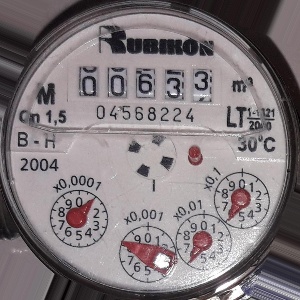 RUBIKON
00633 m³
M
04568224
Qn 1,5
LT
B - H
30°C
2004
x0,0001
x0,001
x0,01
x0,1